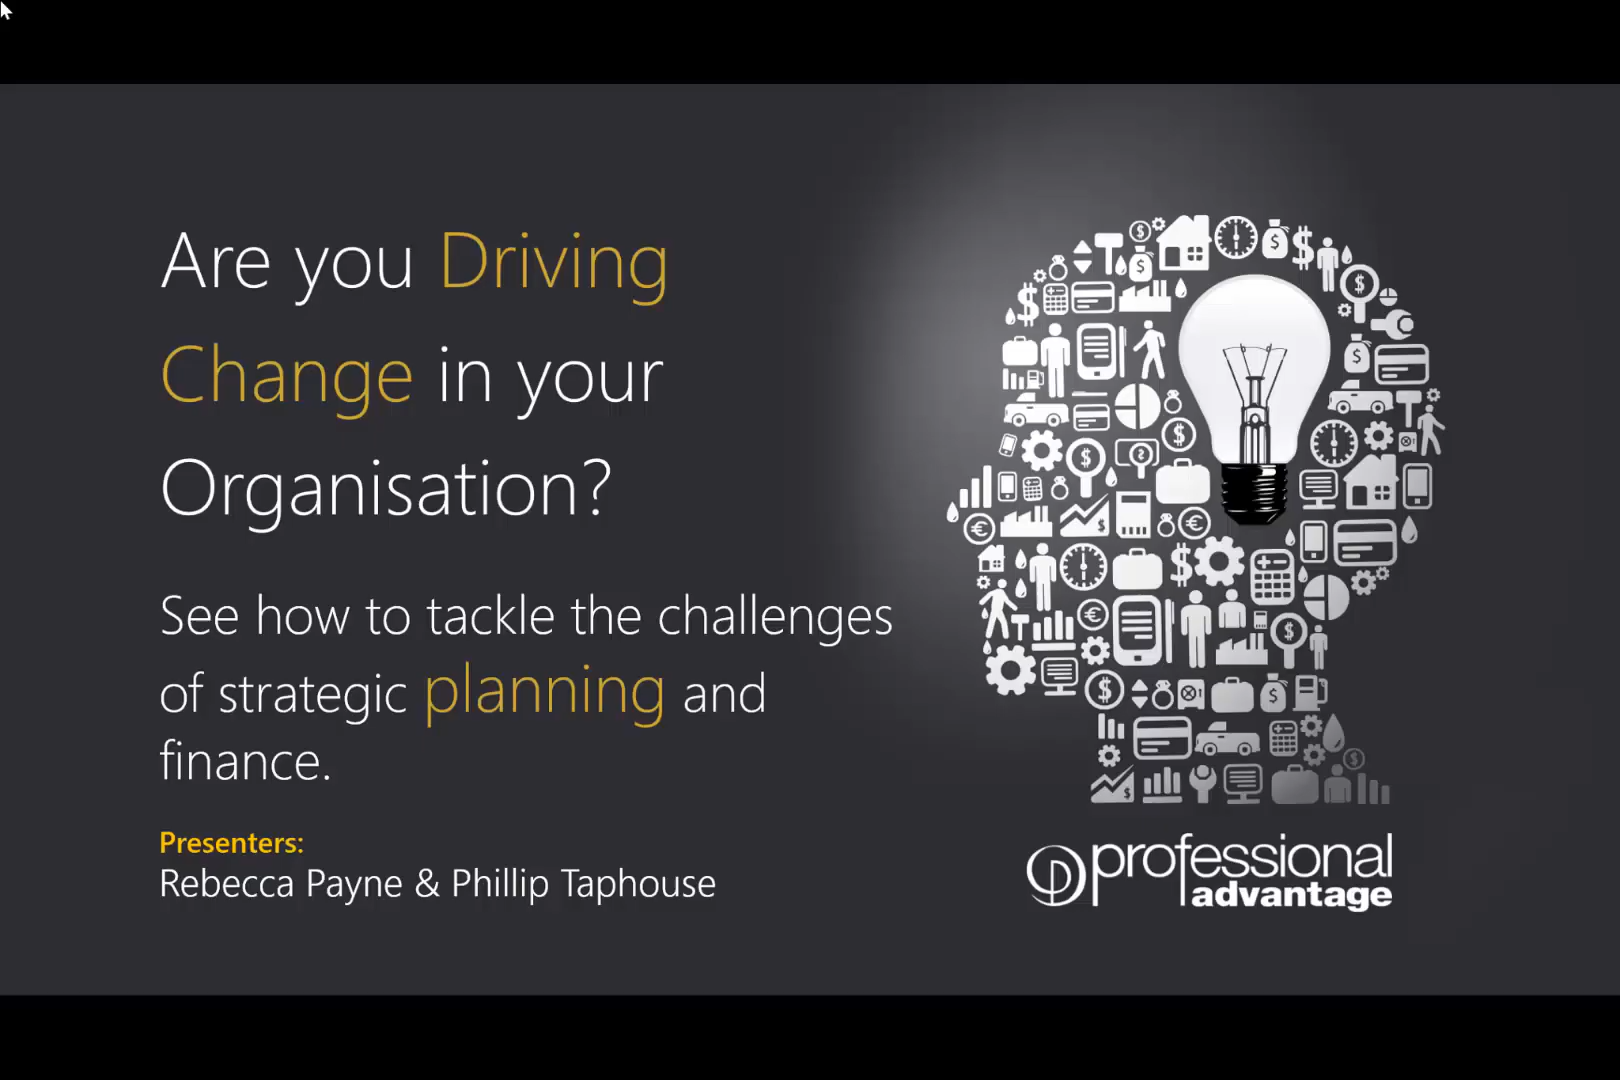 Are you Driving
Change in your
Organisation?
See how to tackle the challenges
of strategic planning and
finance.
Presenters:
Rebecca Payne & Phillip Taphouse
professional
advantage